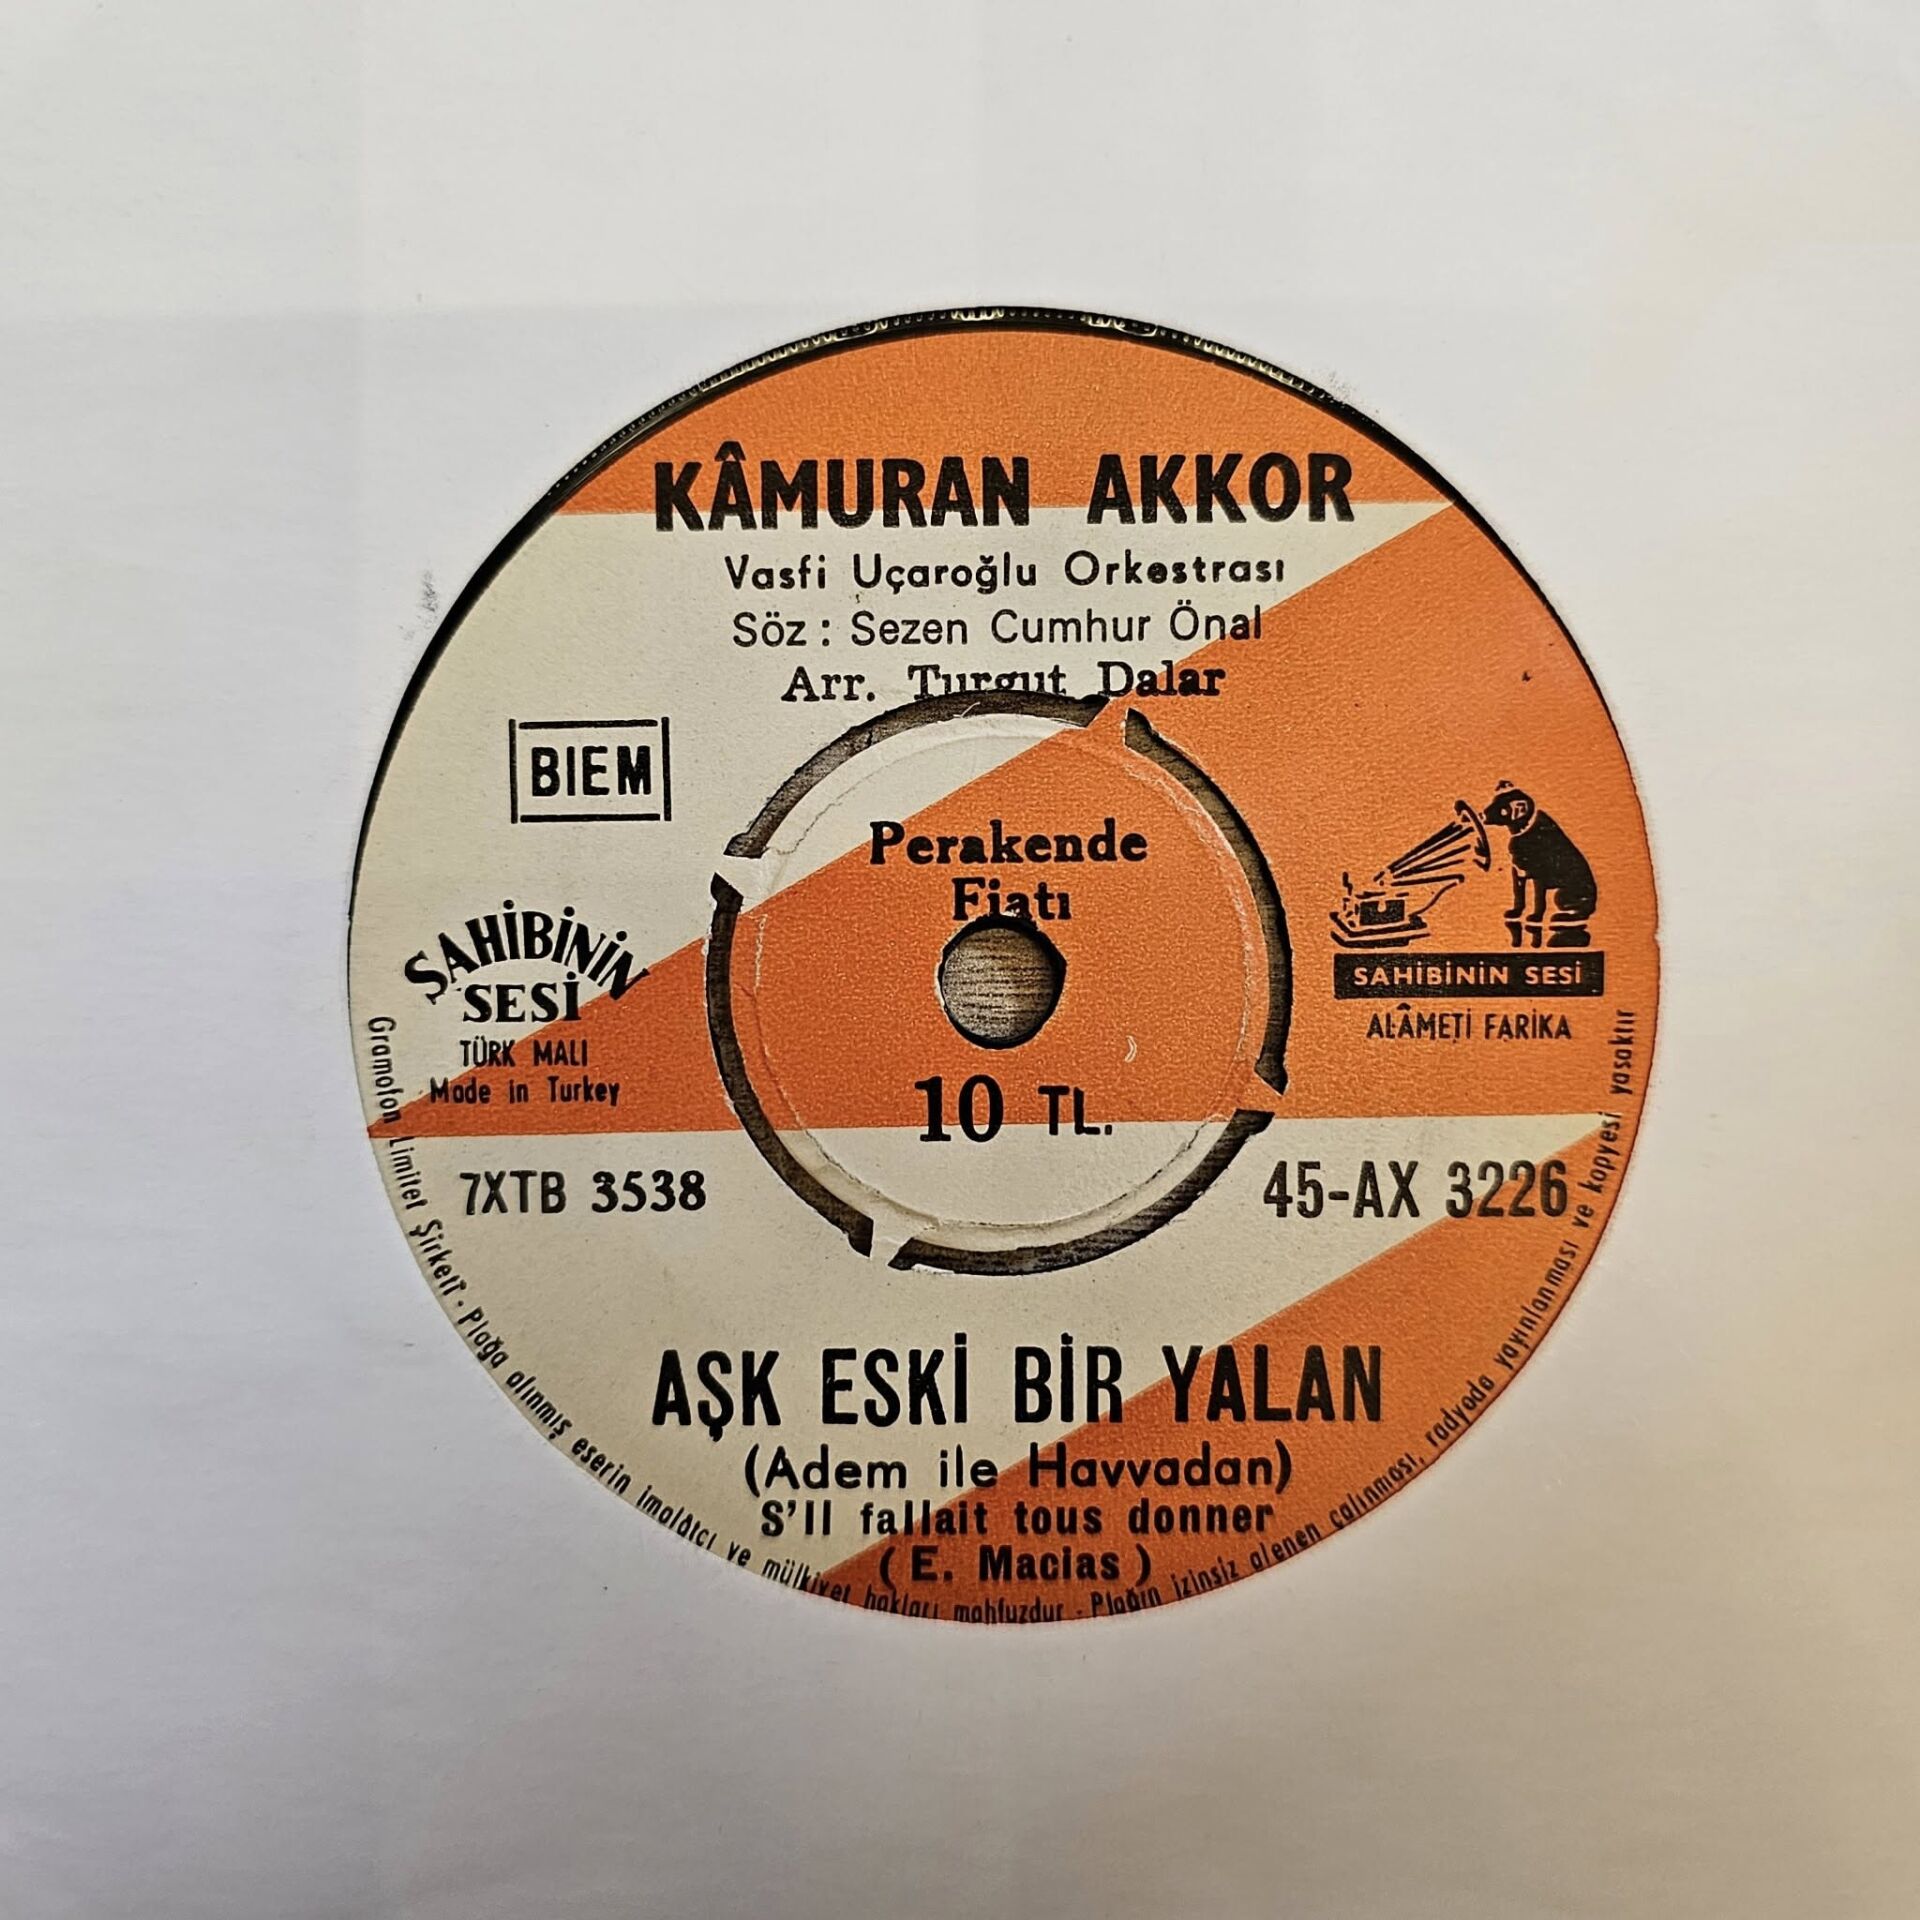 KÂMURAN AKKOR
Vasfi Uçaroğlu Orkestrası
Söz : Sezen Cumhur Önal
Arr. Turgut Dalar
BIEM
Perakende
Fiatı
10 TL.
SAHİBİNİN
SESİ
TÜRK MALI
Made in Turkey
SAHİBİNİN SESİ
ALÂMETİ FARİKA
7XTB 3538
45-AX 3226
AŞK ESKİ BİR YALAN
(Adem ile Havvadan)
S'Il fallait tous donner
( E. Macias )
Gramofon Limitet Şirketi • Plağa alınmış eserin imalâtcı ve mülkiyet hakları mahfuzdur - Plağın izinsiz alenen çalınması, radyoda yayınlanması ve kopyesi yasaktır